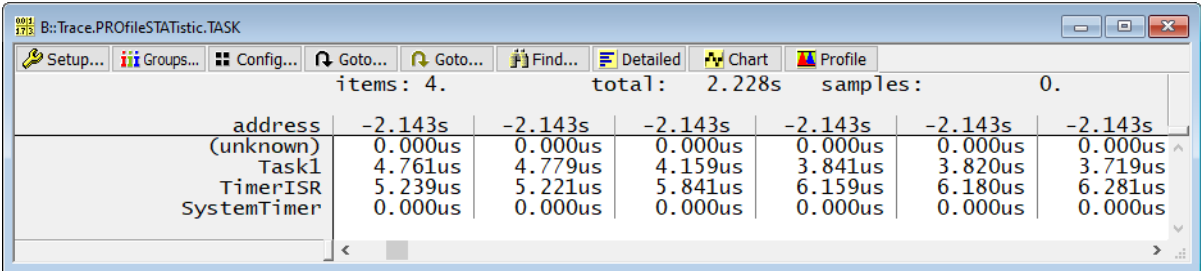 B::Trace.PROfileSTATistic.TASK
Setup... Groups... Config... Goto... Goto... Find... Detailed Chart Profile
items: 4. total: 2.228s samples: 0.
address -2.143s -2.143s -2.143s -2.143s -2.143s -2.143s
(unknown) 0.000us 0.000us 0.000us 0.000us 0.000us 0.000us
Task1 4.761us 4.779us 4.159us 3.841us 3.820us 3.719us
TimerISR 5.239us 5.221us 5.841us 6.159us 6.180us 6.281us
SystemTimer 0.000us 0.000us 0.000us 0.000us 0.000us 0.000us